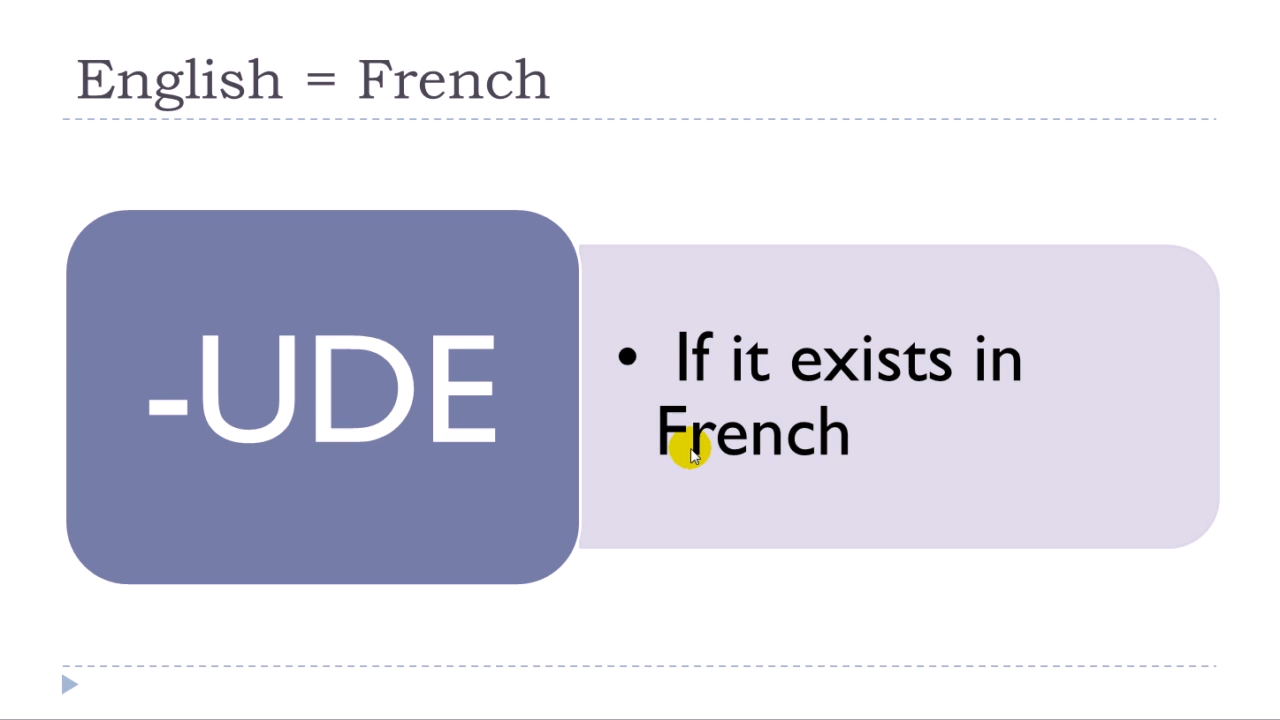 English = French
-UDE
• If it exists in
French